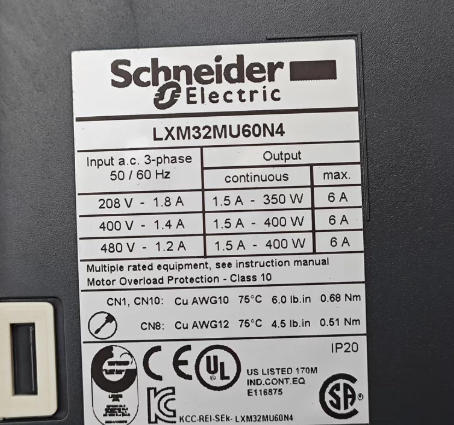 Schneider
Electric
LXM32MU60N4
Input a.c. 3-phase
50 / 60 Hz
Output
continuous max.
208 V - 1.8 A 1.5 A - 350 W 6 A
400 V - 1.4 A 1.5 A - 400 W 6 A
480 V - 1.2 A 1.5 A - 400 W 6 A
Multiple rated equipment, see instruction manual
Motor Overload Protection - Class 10
CN1, CN10: Cu AWG10 75°C 6.0 lb.in 0.68 Nm
CN8: Cu AWG12 75°C 4.5 lb.in 0.51 Nm
IP20
CE UL
US LISTED 170M
IND.CONT.EQ
E116875
SA
KC
KCC-REI-SEk- LXM32MU60N4